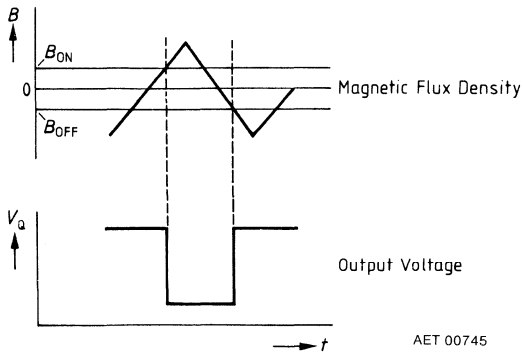 B
B_ON
0
Magnetic Flux Density
B_OFF
V_Q
Output Voltage
t
AET 00745